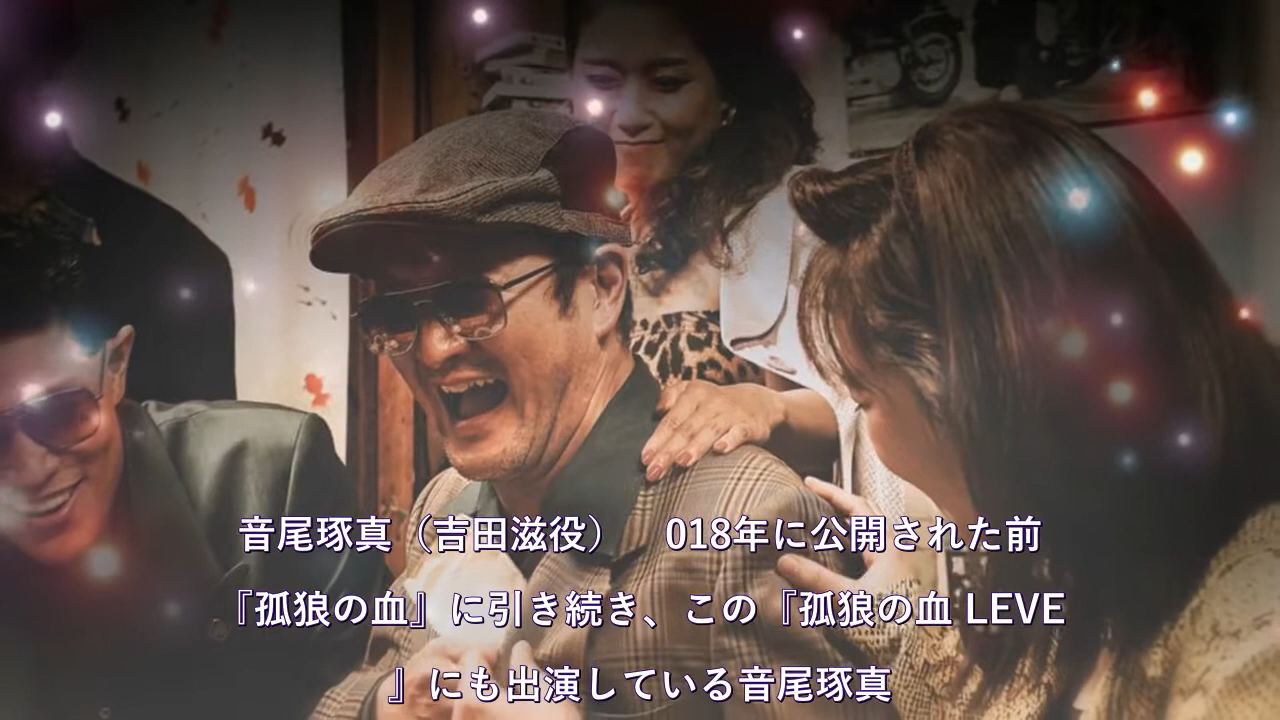 音尾琢真（吉田滋役）　018年に公開された前
『孤狼の血』に引き続き、この『孤狼の血 LEVE
』にも出演している音尾琢真